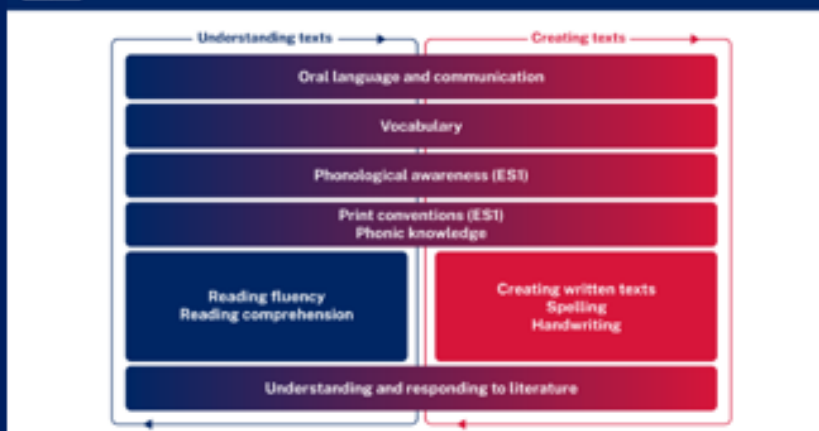 Understanding texts
Creating texts
Oral language and communication
Vocabulary
Phonological awareness (ES1)
Print conventions (ES1)
Phonic knowledge
Reading fluency
Reading comprehension
Creating written texts
Spelling
Handwriting
Understanding and responding to literature